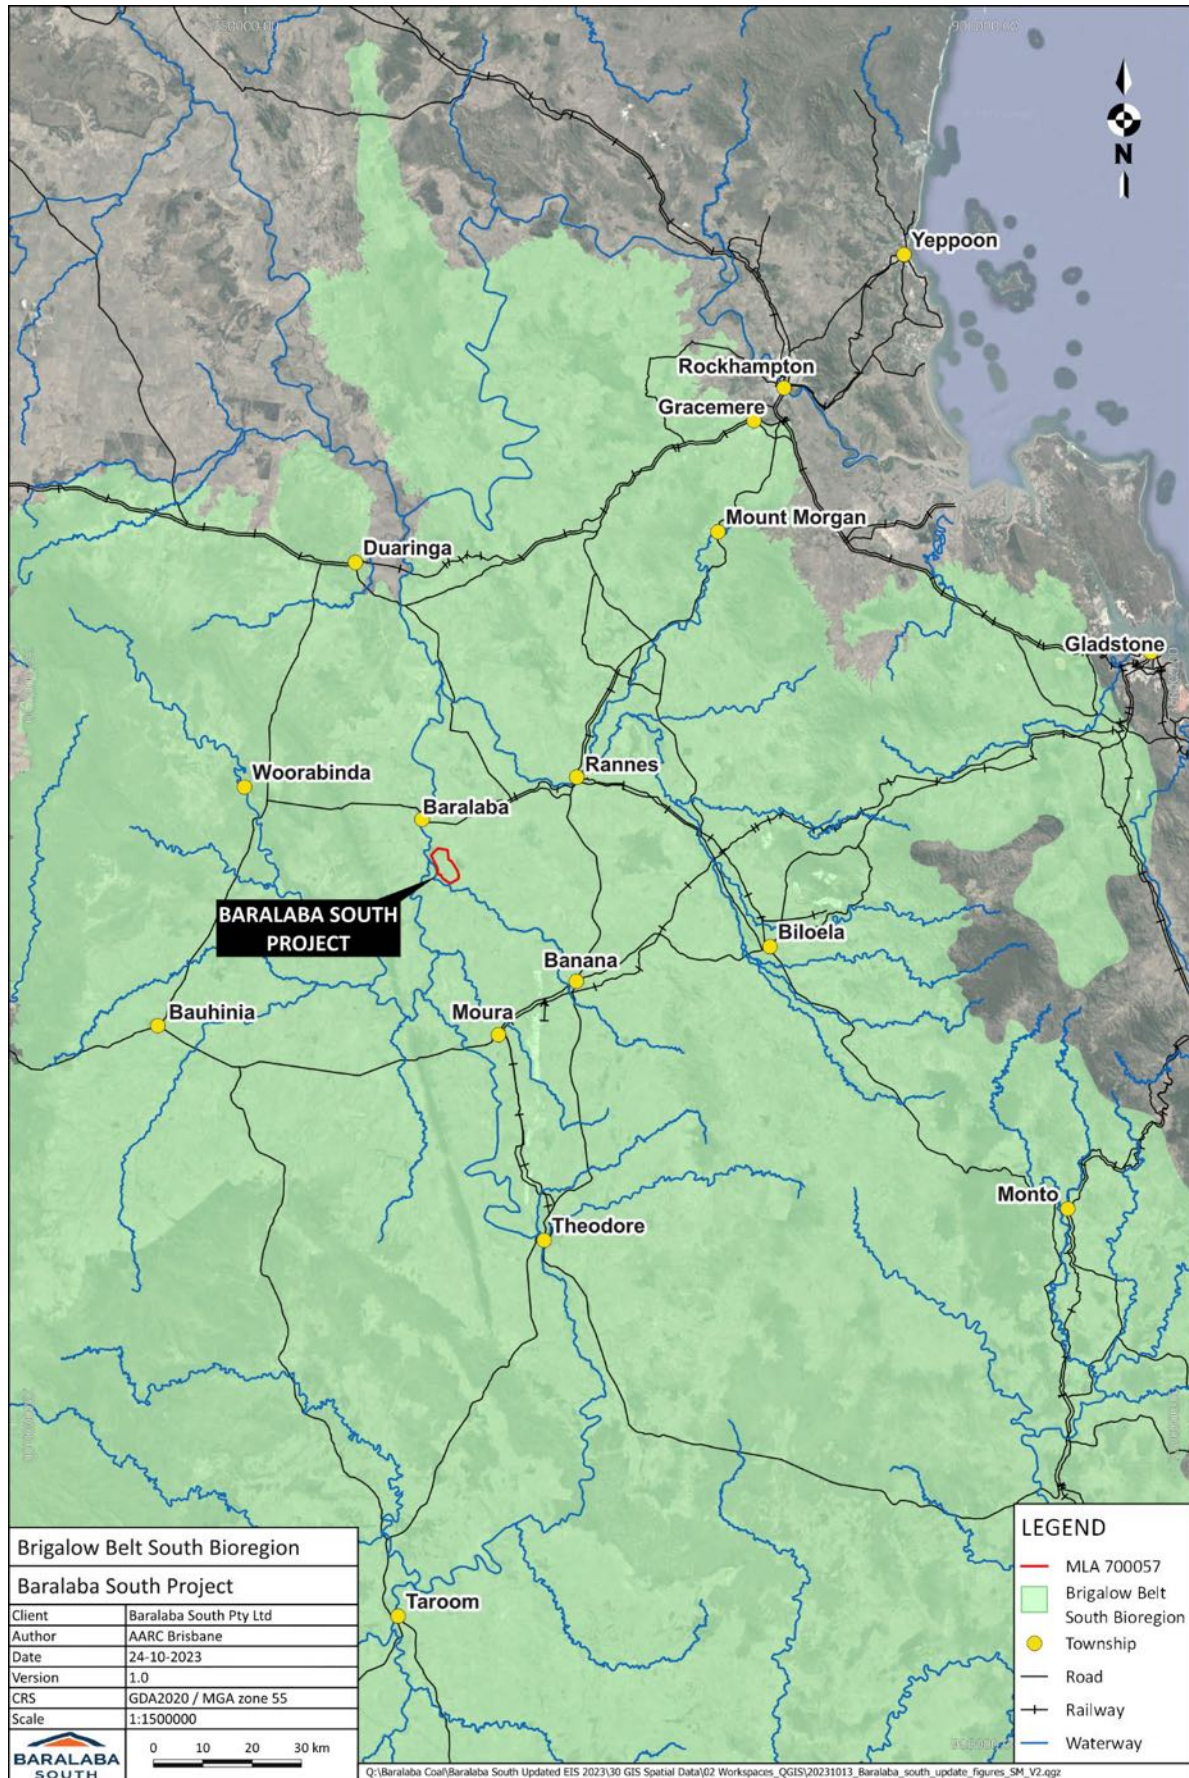 N
Yeppoon
Rockhampton
Gracemere
Mount Morgan
Duaringa
Gladstone
Woorabinda
Rannes
Baralaba
BARALABA SOUTH
PROJECT
Biloela
Banana
Bauhinia
Moura
Monto
Theodore
Taroom
Brigalow Belt South Bioregion
Baralaba South Project
Client Baralaba South Pty Ltd
Author AARC Brisbane
Date 24-10-2023
Version 1.0
CRS GDA2020 / MGA zone 55
Scale 1:1500000
BARALABA
SOUTH
0 10 20 30 km
LEGEND
MLA 700057
Brigalow Belt
South Bioregion
Township
Road
Railway
Waterway
Q:\Baralaba Coal\Baralaba South Updated EIS 2023\30 GIS Spatial Data\02 Workspaces_QGIS\20231013_Baralaba_south_update_figures_SM_V2.qgz